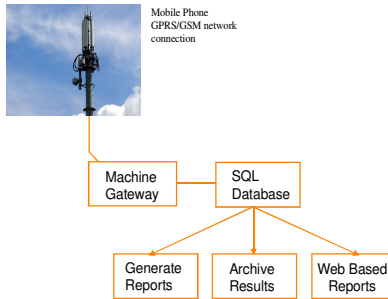 Mobile Phone
GPRS/GSM network
connection
Machine
Gateway
SQL
Database
Generate
Reports
Archive
Results
Web Based
Reports